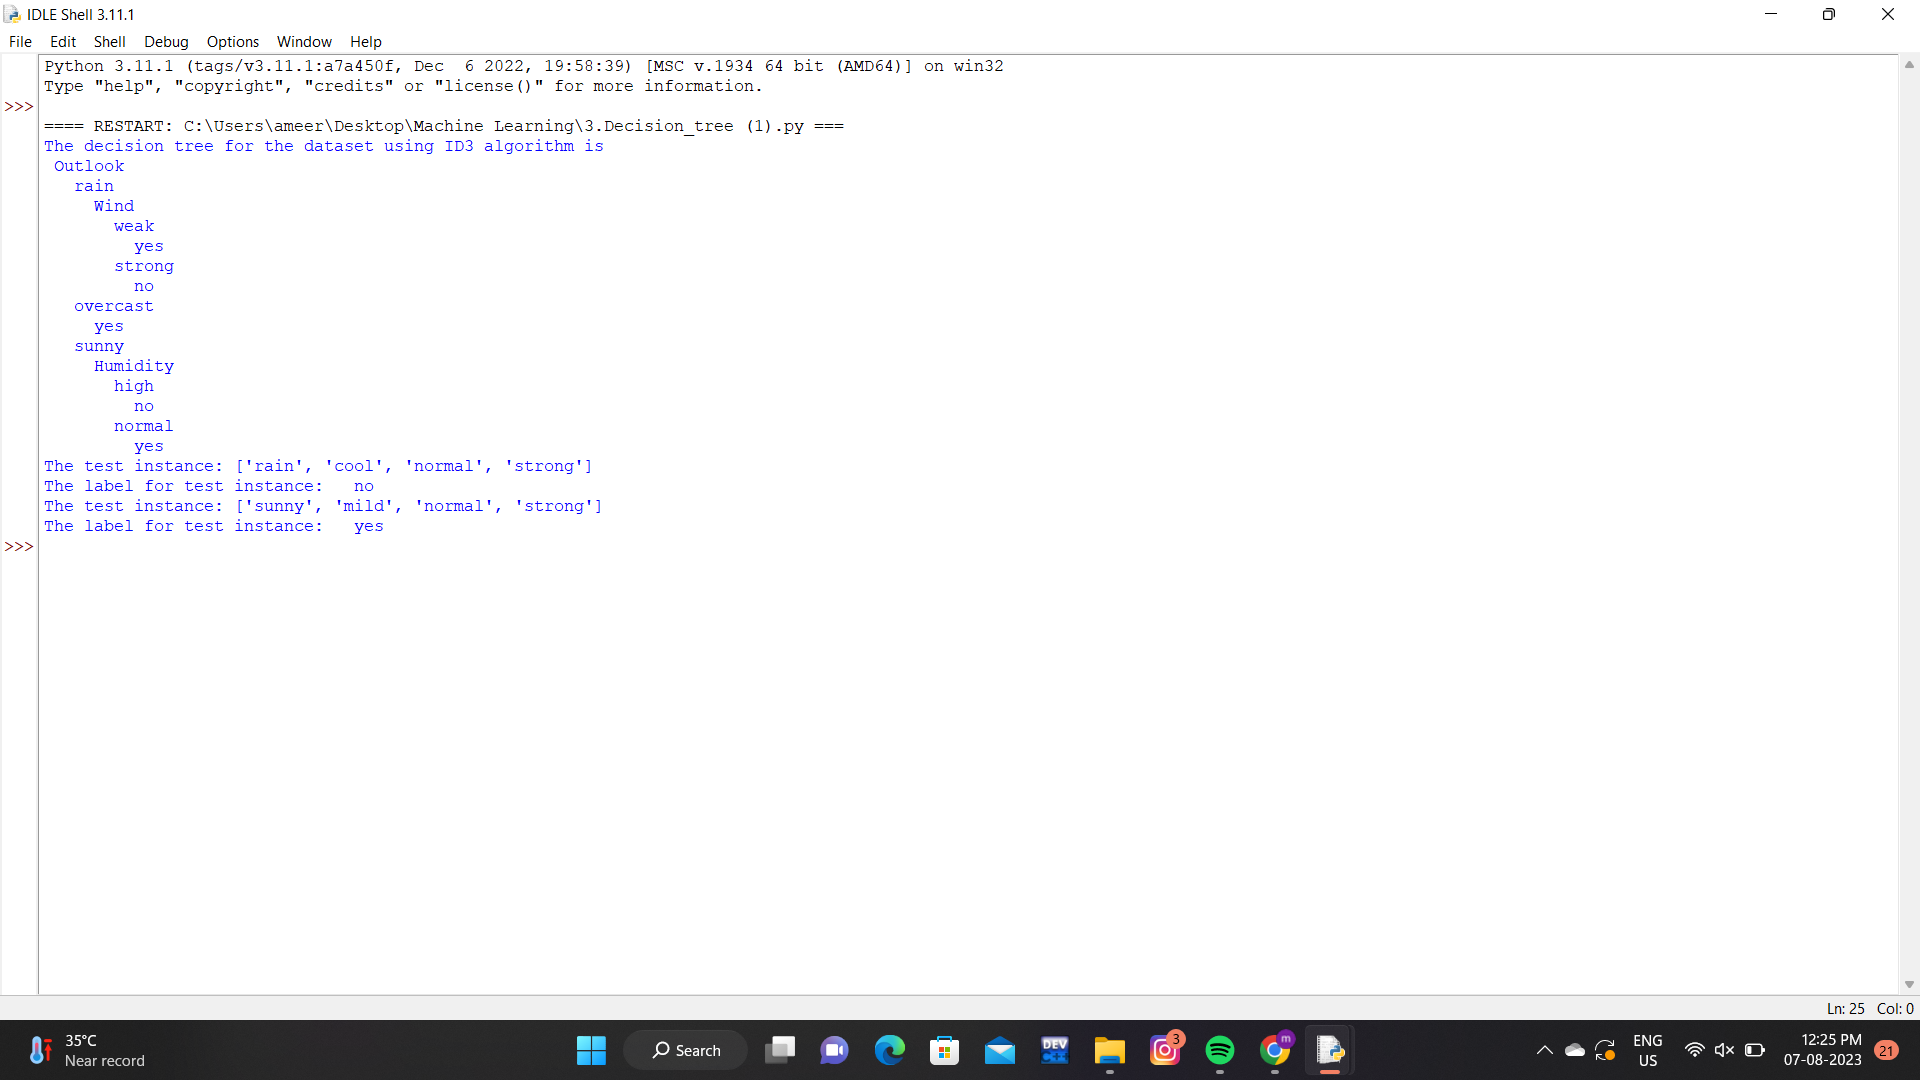 IDLE Shell 3.11.1
File Edit Shell Debug Options Window Help
Python 3.11.1 (tags/v3.11.1:a7a450f, Dec  6 2022, 19:58:39) [MSC v.1934 64 bit (AMD64)] on win32
Type "help", "copyright", "credits" or "license()" for more information.
>>>
==== RESTART: C:\Users\ameer\Desktop\Machine Learning\3.Decision_tree (1).py ===
The decision tree for the dataset using ID3 algorithm is
 Outlook
   rain
     Wind
       weak
         yes
       strong
         no
   overcast
     yes
   sunny
     Humidity
       high
         no
       normal
         yes
The test instance: ['rain', 'cool', 'normal', 'strong']
The label for test instance:   no
The test instance: ['sunny', 'mild', 'normal', 'strong']
The label for test instance:   yes
>>>
Ln: 25 Col: 0
35°C
Near record
Search
DEV
C++
3
m
ENG
US
12:25 PM
07-08-2023
21